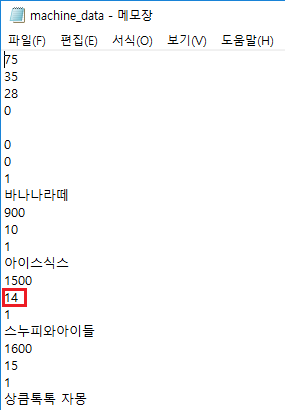 machine_data - 메모장
파일(F) 편집(E) 서식(O) 보기(V) 도움말(H)
75
35
28
0
0
0
1
바나나라떼
900
10
1
아이스식스
1500
14
1
스누피와아이들
1600
15
1
상큼톡톡 자몽